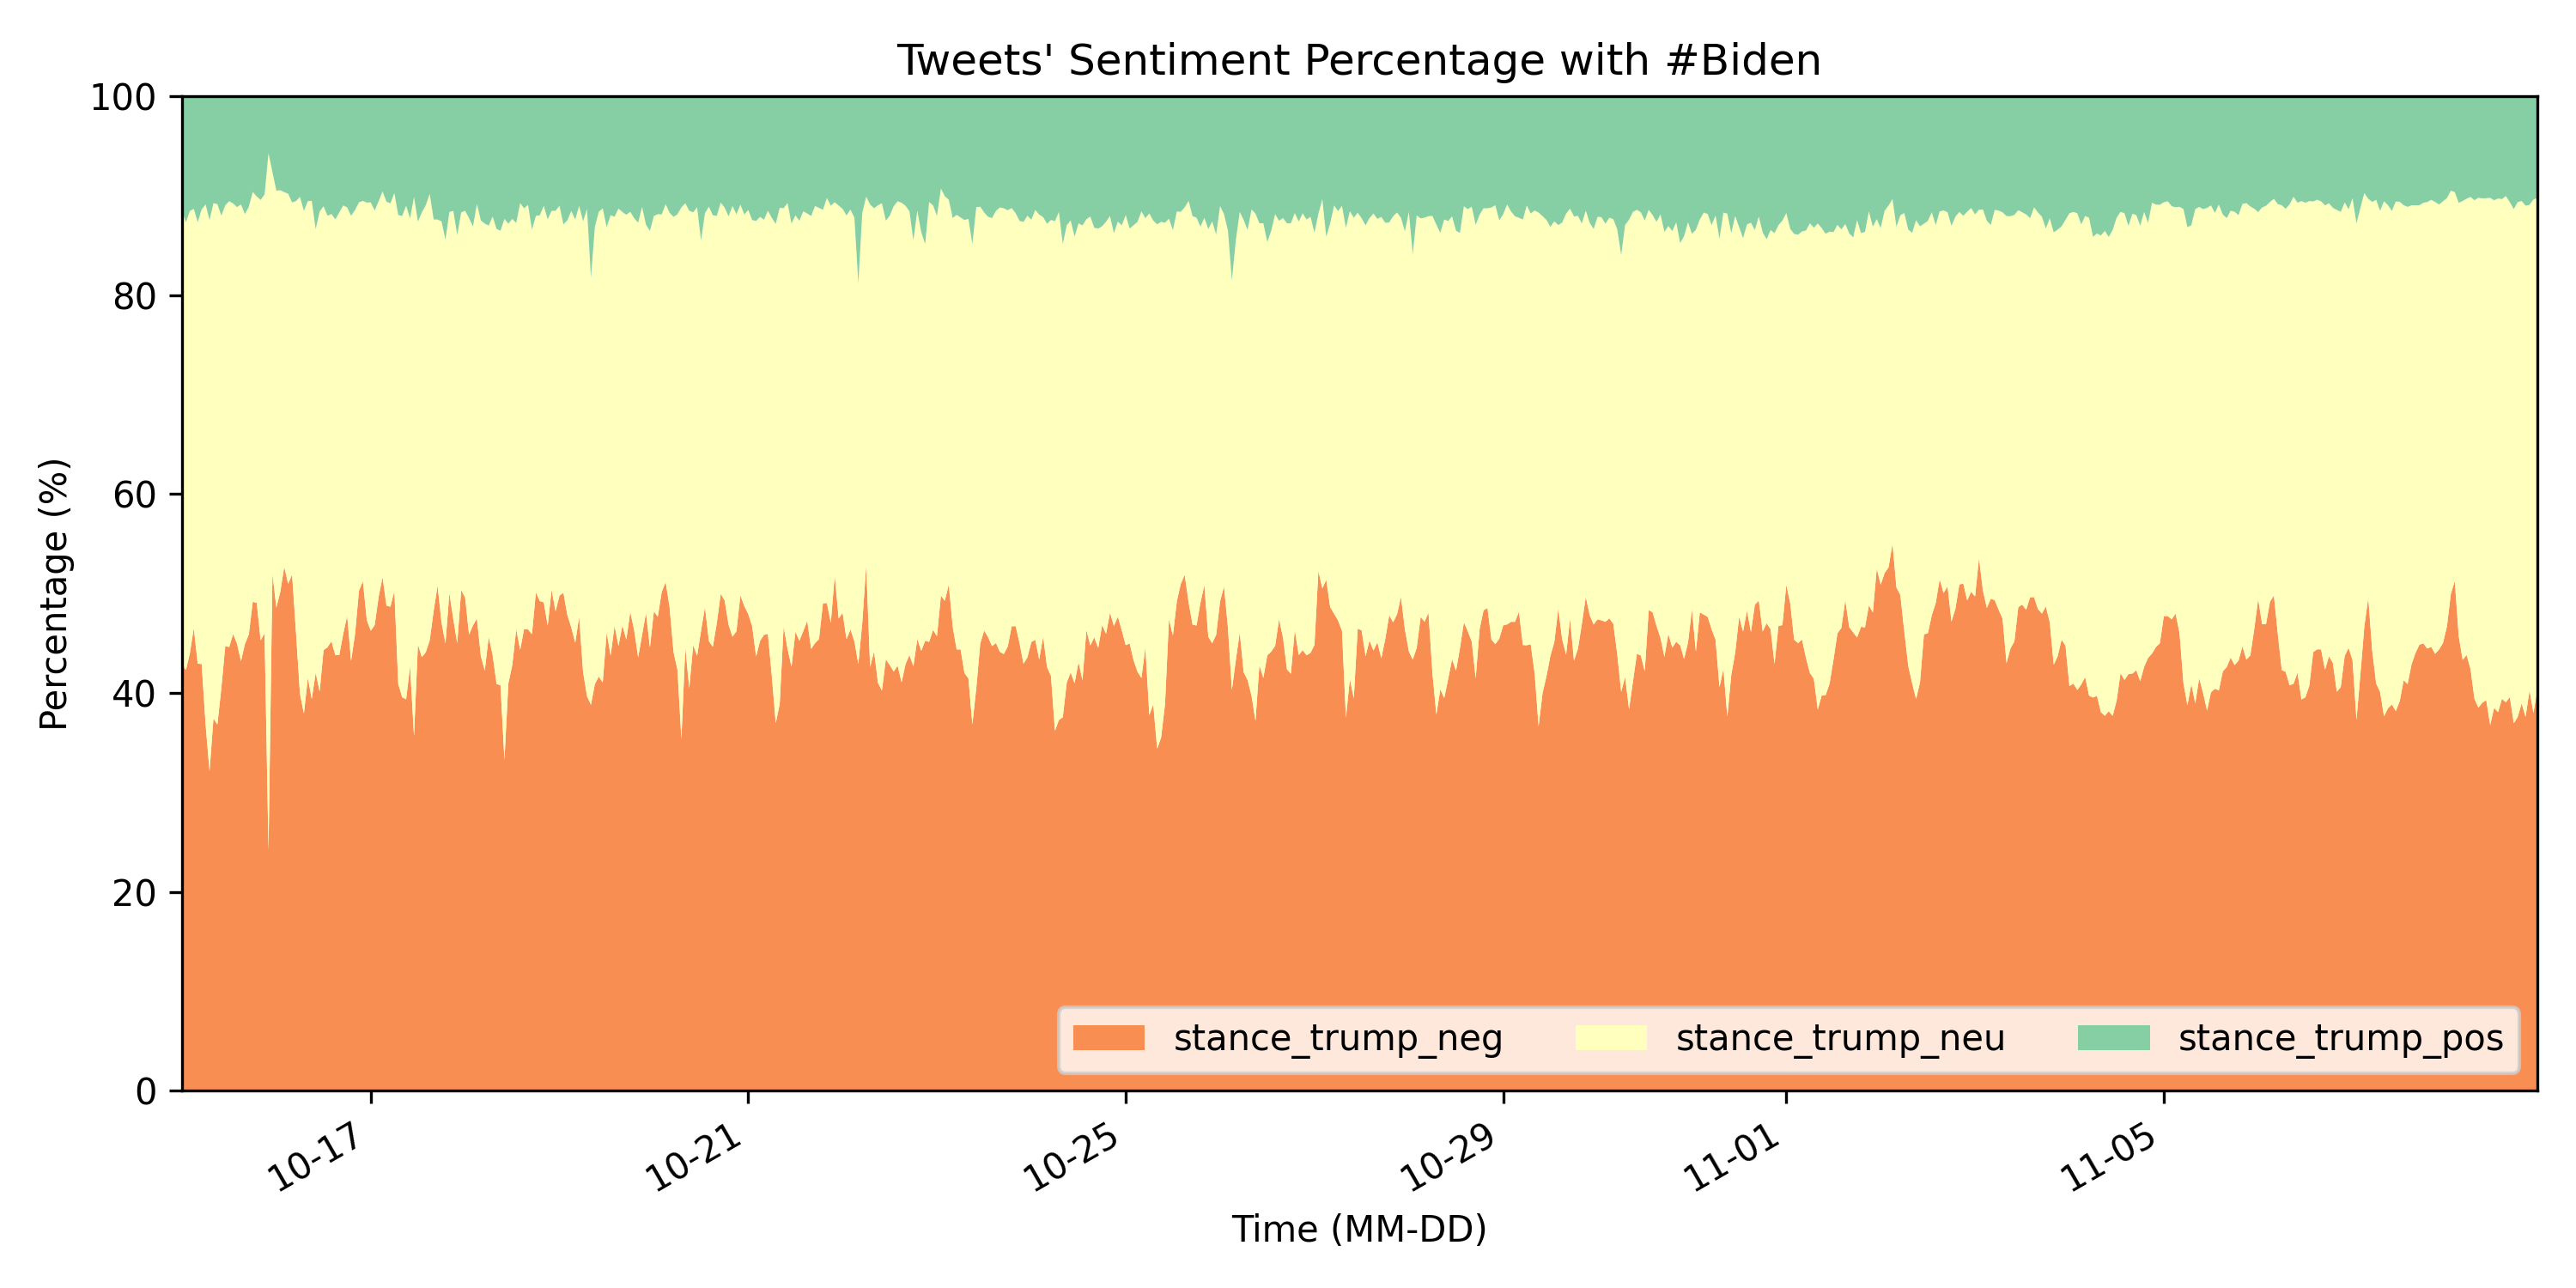 Tweets' Sentiment Percentage with #Biden
100
80
60
40
20
0
Percentage (%)
stance_trump_neg stance_trump_neu stance_trump_pos
10-17 10-21 10-25 10-29 11-01 11-05
Time (MM-DD)